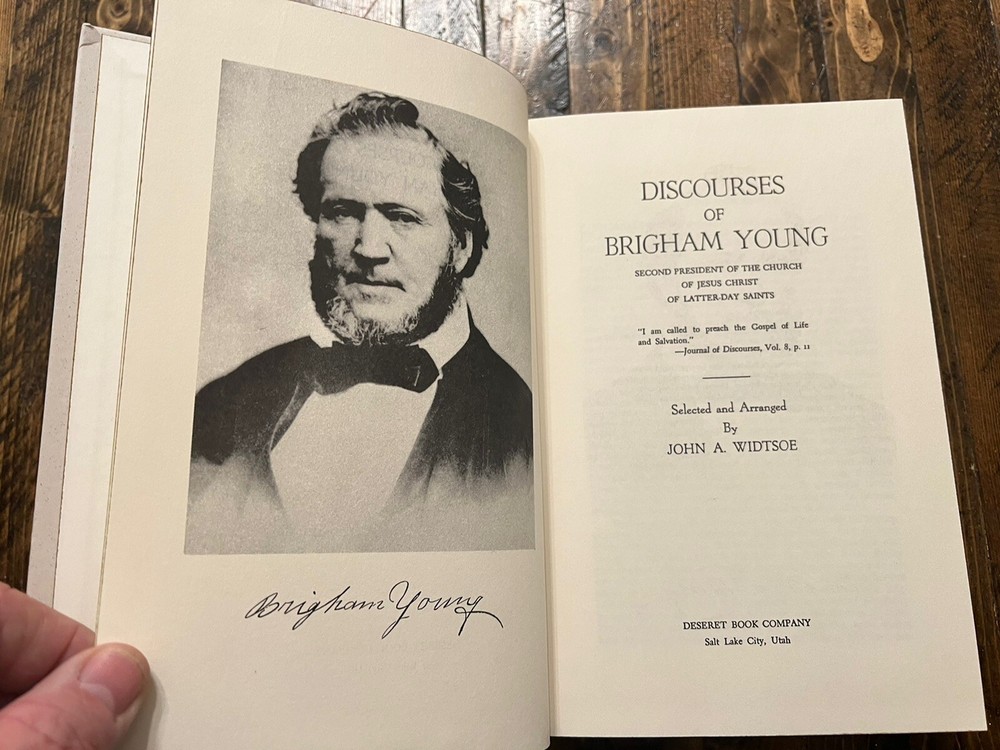 Brigham Young
DISCOURSES
OF
BRIGHAM YOUNG
SECOND PRESIDENT OF THE CHURCH
OF JESUS CHRIST
OF LATTER-DAY SAINTS
"I am called to preach the Gospel of Life
and Salvation."
—Journal of Discourses, Vol. 8, p. 11
Selected and Arranged
By
JOHN A. WIDTSOE
DESERET BOOK COMPANY
Salt Lake City, Utah